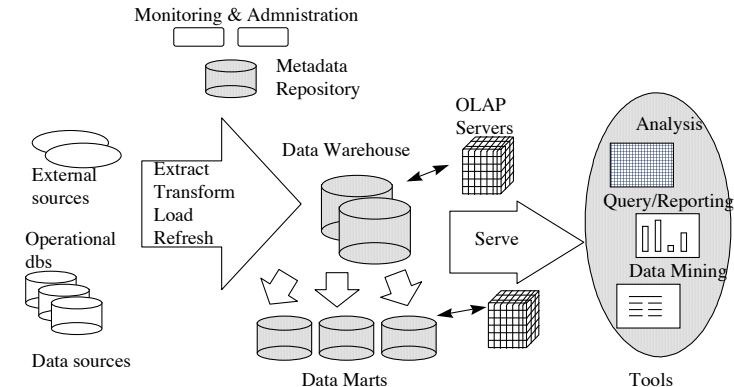 Monitoring & Admnistration
Metadata
Repository
OLAP
Servers
Analysis
Data Warehouse
External
sources
Extract
Transform
Load
Refresh
Query/Reporting
Operational
dbs
Serve
Data Mining
Data sources
Data Marts
Tools